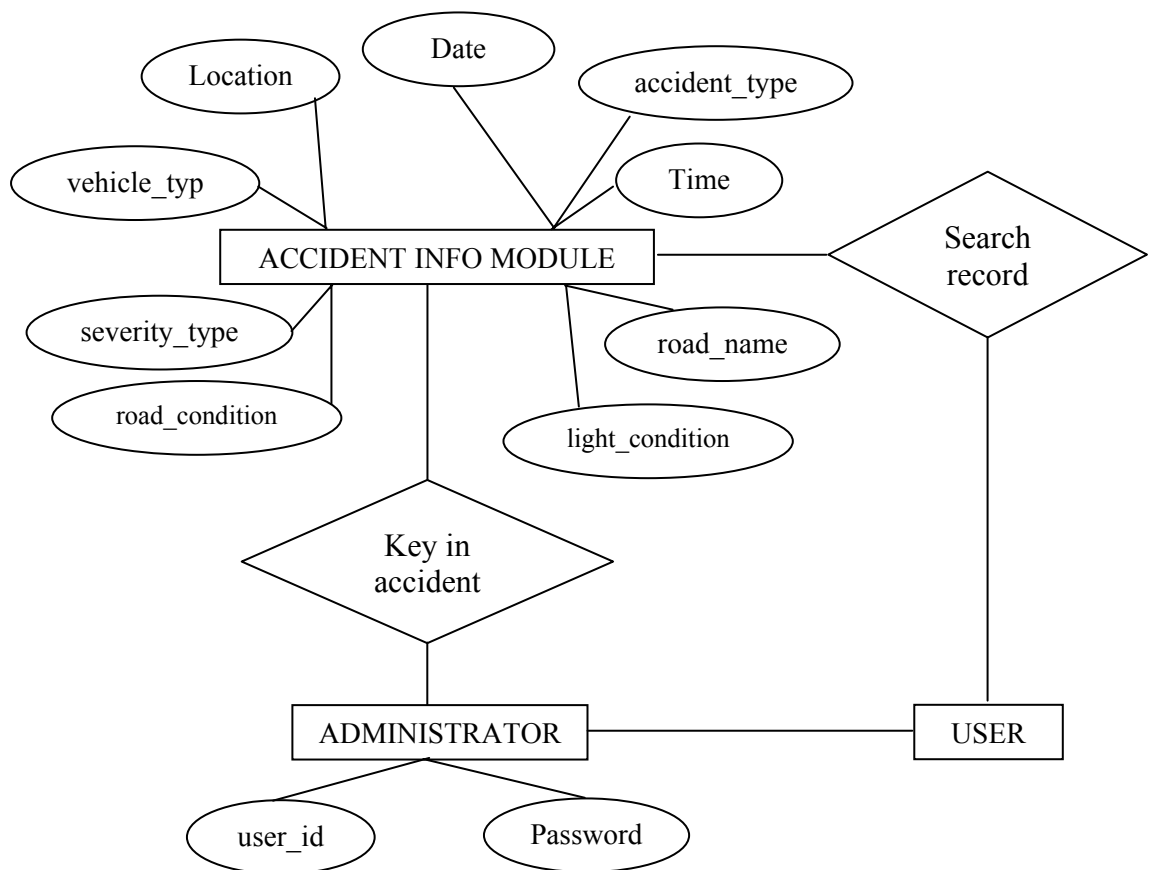 Date
Location
accident_type
vehicle_typ
Time
ACCIDENT INFO MODULE
Search
record
severity_type
road_name
road_condition
light_condition
Key in
accident
ADMINISTRATOR
USER
user_id
Password